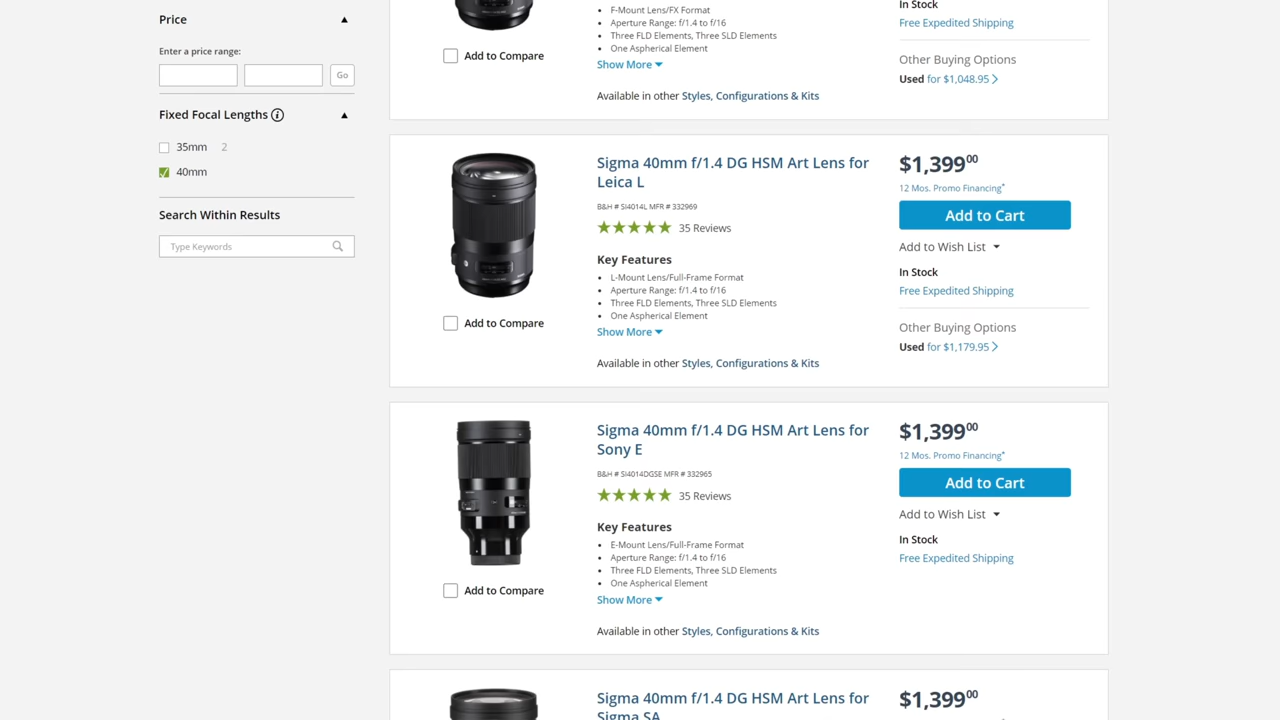 Price
Enter a price range:
Go
Fixed Focal Lengths
35mm 2
40mm
Search Within Results
Type Keywords
Add to Compare
F-Mount Lens/FX Format
Aperture Range: f/1.4 to f/16
Three FLD Elements, Three SLD Elements
One Aspherical Element
Show More
Available in other Styles, Configurations & Kits
In Stock
Free Expedited Shipping
Other Buying Options
Used for $1,048.95
Add to Compare
Sigma 40mm f/1.4 DG HSM Art Lens for
Leica L
B&H # SI4014L MFR # 332969
35 Reviews
Key Features
L-Mount Lens/Full-Frame Format
Aperture Range: f/1.4 to f/16
Three FLD Elements, Three SLD Elements
One Aspherical Element
Show More
Available in other Styles, Configurations & Kits
$1,399.00
12 Mos. Promo Financing*
Add to Cart
Add to Wish List
In Stock
Free Expedited Shipping
Other Buying Options
Used for $1,179.95
Add to Compare
Sigma 40mm f/1.4 DG HSM Art Lens for
Sony E
B&H # SI4014DGSE MFR # 332965
35 Reviews
Key Features
E-Mount Lens/Full-Frame Format
Aperture Range: f/1.4 to f/16
Three FLD Elements, Three SLD Elements
One Aspherical Element
Show More
Available in other Styles, Configurations & Kits
$1,399.00
12 Mos. Promo Financing*
Add to Cart
Add to Wish List
In Stock
Free Expedited Shipping
Sigma 40mm f/1.4 DG HSM Art Lens for
Sigma SA
$1,399.00